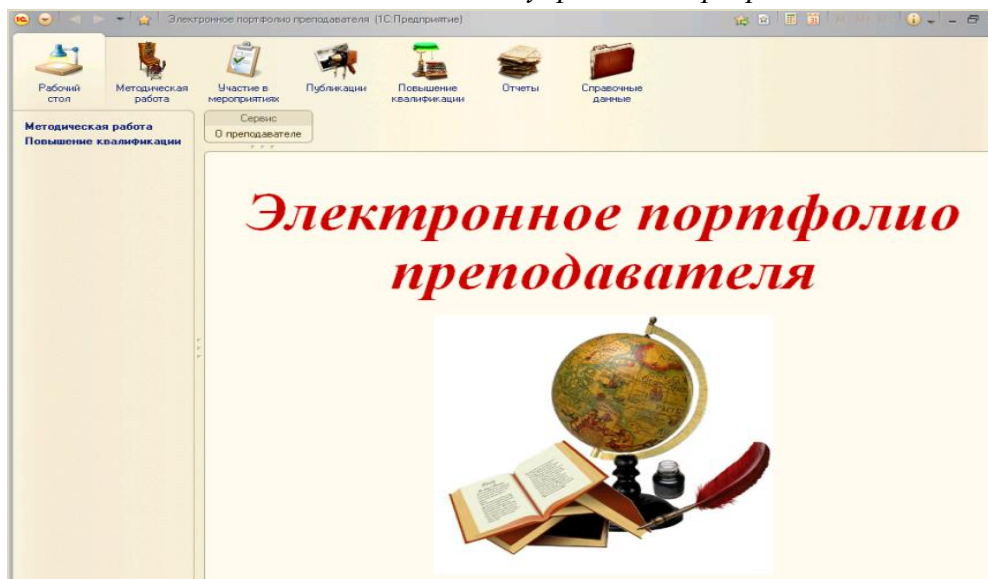 Электронное портфолио преподавателя (1С:Предприятие)
Рабочий стол
Методическая работа
Участие в мероприятиях
Публикации
Повышение квалификации
Отчеты
Справочные данные
Методическая работа
Повышение квалификации
Сервис
О преподавателе
Электронное портфолио
преподавателя